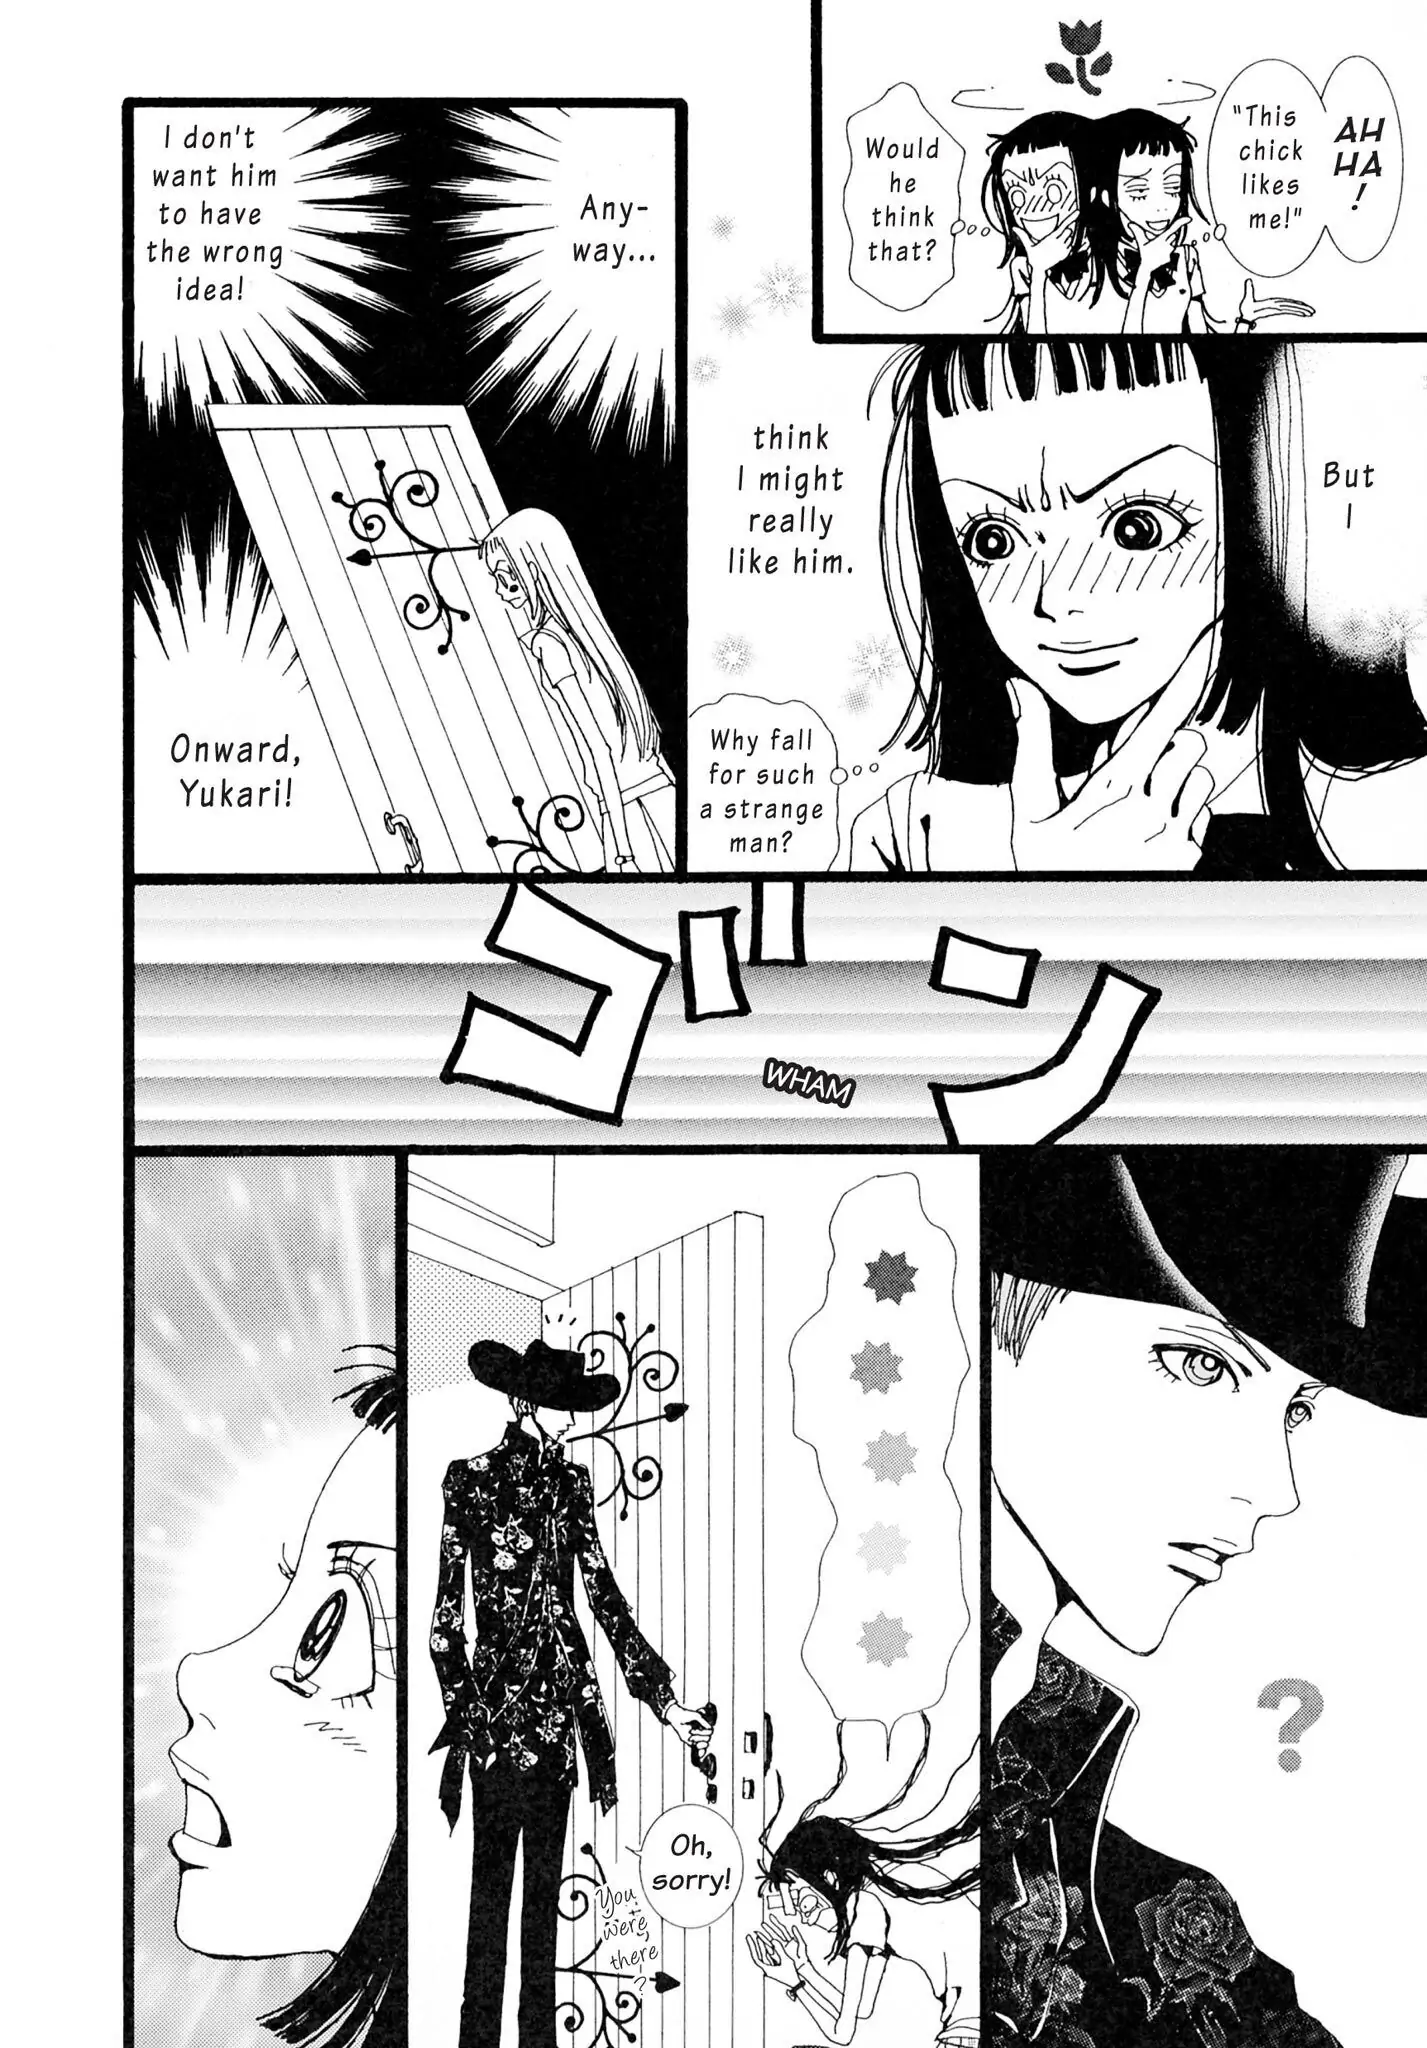 AH
HA!
"This
chick
likes
me!"
Would
he
think
that?
But
I
think
I might
really
like him.
Why fall
for such
a strange
man?
Any-
way...
I don't
want him
to have
the wrong
idea!
Onward,
Yukari!
ゴン
WHAM
?
Oh,
sorry!
You
were
there
?